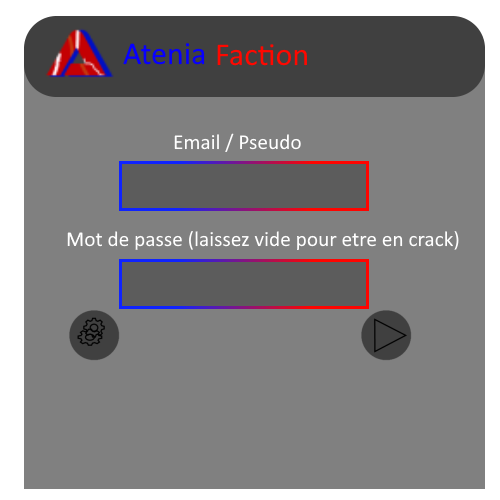 Atenia Faction
Email / Pseudo
Mot de passe (laissez vide pour etre en crack)